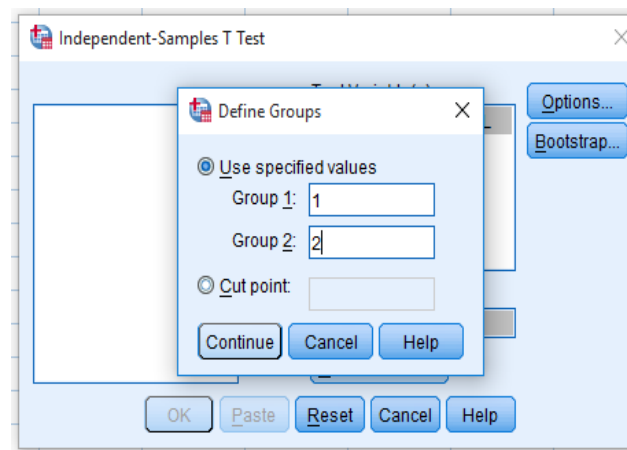 Independent-Samples T Test
Define Groups
Options...
Bootstrap...
Use specified values
Group 1:
1
Group 2:
2
Cut point:
Continue
Cancel
Help
OK
Paste
Reset
Cancel
Help